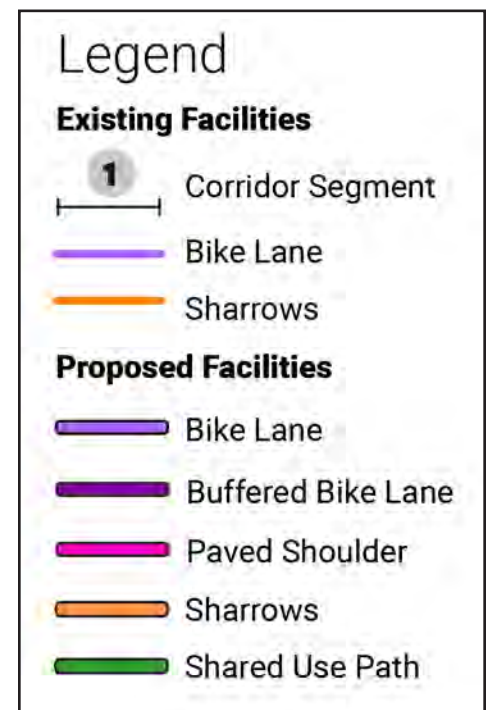 Legend
Existing Facilities
1
Corridor Segment
Bike Lane
Sharrows
Proposed Facilities
Bike Lane
Buffered Bike Lane
Paved Shoulder
Sharrows
Shared Use Path